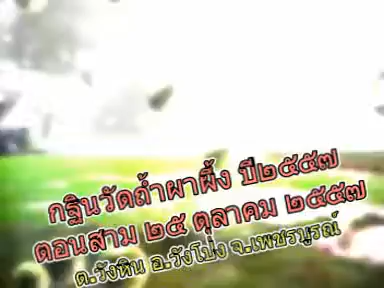 กฐินวัดถ้ำผาผึ้ง ปี๒๕๕๗
ตอนสาม ๒๕ ตุลาคม ๒๕๕๗
ต.วังหิน อ.วังโป่ง จ.เพชรบูรณ์